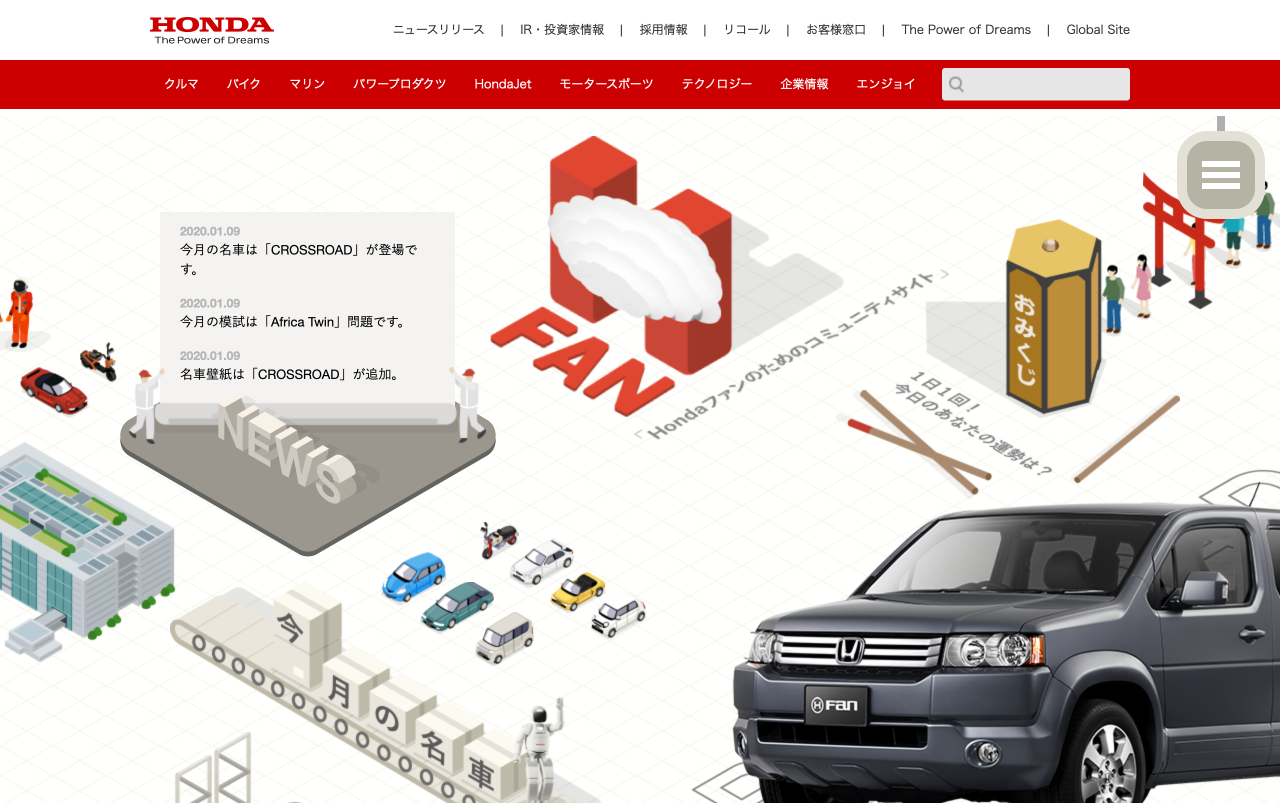 HONDA
The Power of Dreams
ニュースリリース | IR・投資家情報 | 採用情報 | リコール | お客様窓口 | The Power of Dreams | Global Site
クルマ バイク マリン パワープロダクツ HondaJet モータースポーツ テクノロジー 企業情報 エンジョイ
2020.01.09
今月の名車は「CROSSROAD」が登場で
す。
2020.01.09
今月の模試は「Africa Twin」問題です。
2020.01.09
名車壁紙は「CROSSROAD」が追加。
NEWS
FAN
「Hondaファンのためのコミュニティサイト」
おみくじ
1日1回!
今日のあなたの運勢は?
今月の名車
Fan